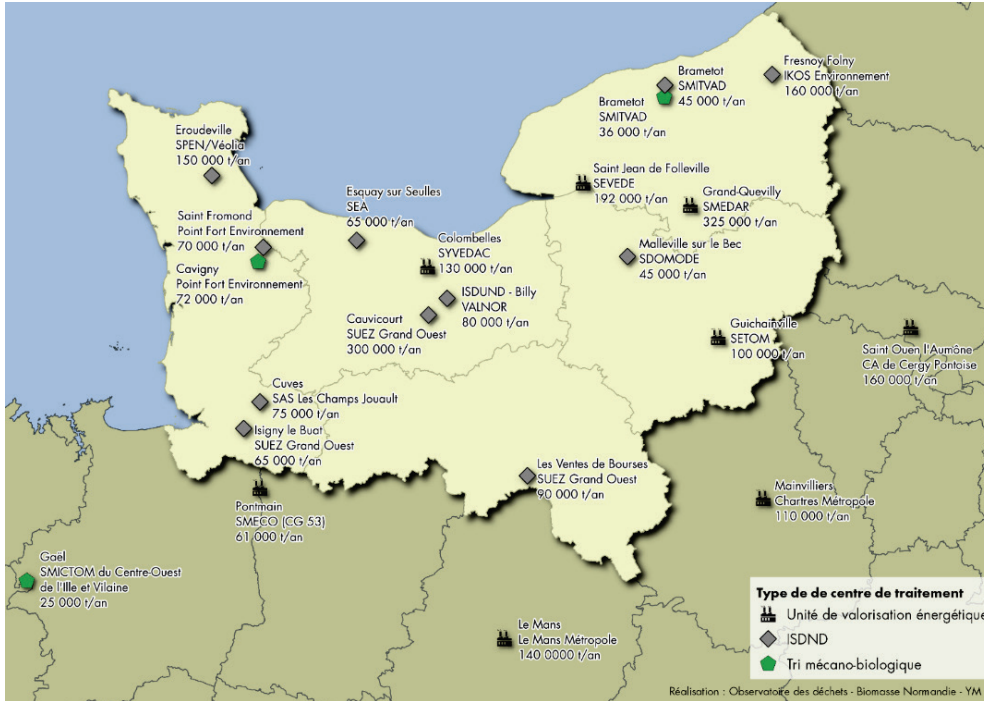 Fresnoy Folny
IKOS Environnement
160 000 t/an
Brametot
SMITVAD
45 000 t/an
Brametot
SMITVAD
36 000 t/an
Eroudeville
SPEN/Véolia
150 000 t/an
Saint Jean de Folleville
SEVEDE
192 000 t/an
Grand-Quevilly
SMEDAR
325 000 t/an
Esquay sur Seulles
SEA
65 000 t/an
Saint Fromond
Point Fort Environnement
70 000 t/an
Cavigny
Point Fort Environnement
72 000 t/an
Colombelles
SYVEDAC
130 000 t/an
Malleville sur le Bec
SDOMODE
45 000 t/an
ISDUND - Billy
VALNOR
80 000 t/an
Cauvicourt
SUEZ Grand Ouest
300 000 t/an
Guichainville
SETOM
100 000 t/an
Saint Ouen l'Aumône
CA de Cergy Pontoise
160 000 t/an
Cuves
SAS Les Champs Jouault
75 000 t/an
Isigny le Buat
SUEZ Grand Ouest
65 000 t/an
Les Ventes de Bourses
SUEZ Grand Ouest
90 000 t/an
Pontmain
SMECO (CG 53)
61 000 t/an
Mainvilliers
Chartres Métropole
110 000 t/an
Gaël
SMICTOM du Centre-Ouest
de l'Ille et Vilaine
25 000 t/an
Le Mans
Le Mans Métropole
140 0000 t/an
Type de de centre de traitement
Unité de valorisation énergétique
ISDND
Tri mécano-biologique
Réalisation : Observatoire des déchets - Biomasse Normandie - YM